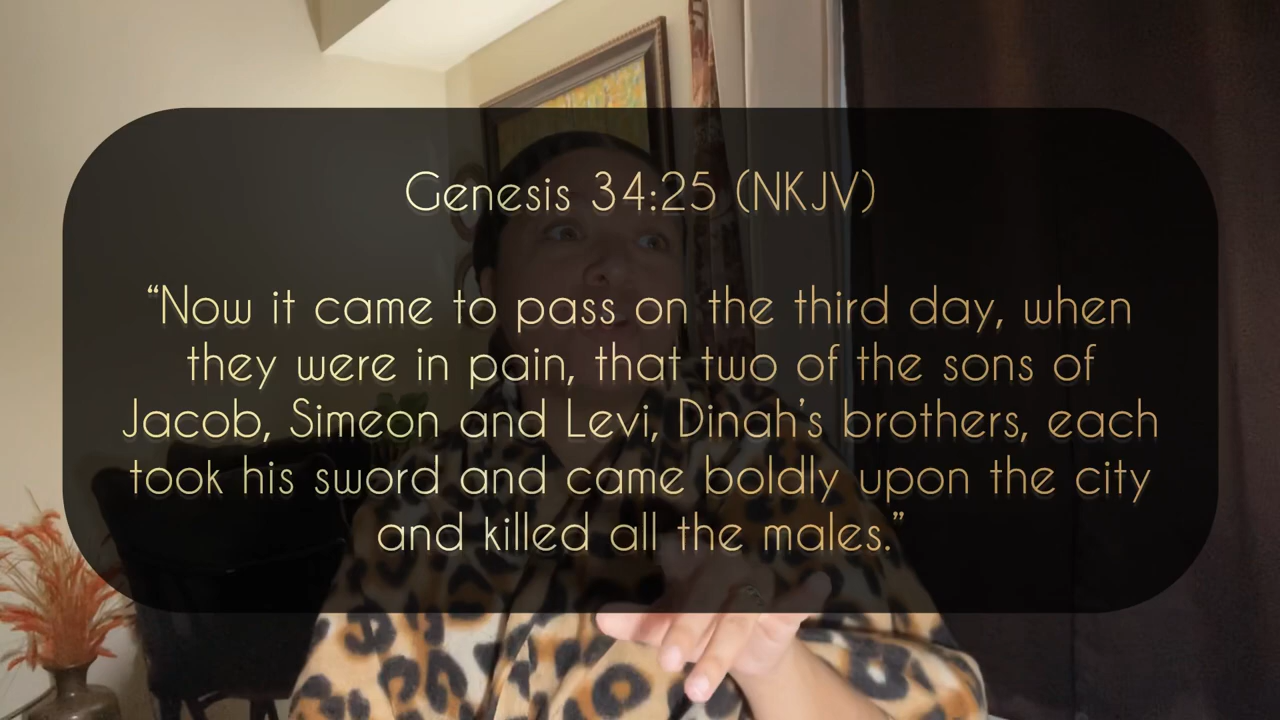 Genesis 34:25 (NKJV)
“Now it came to pass on the third day, when
they were in pain, that two of the sons of
Jacob, Simeon and Levi, Dinah’s brothers, each
took his sword and came boldly upon the city
and killed all the males.”